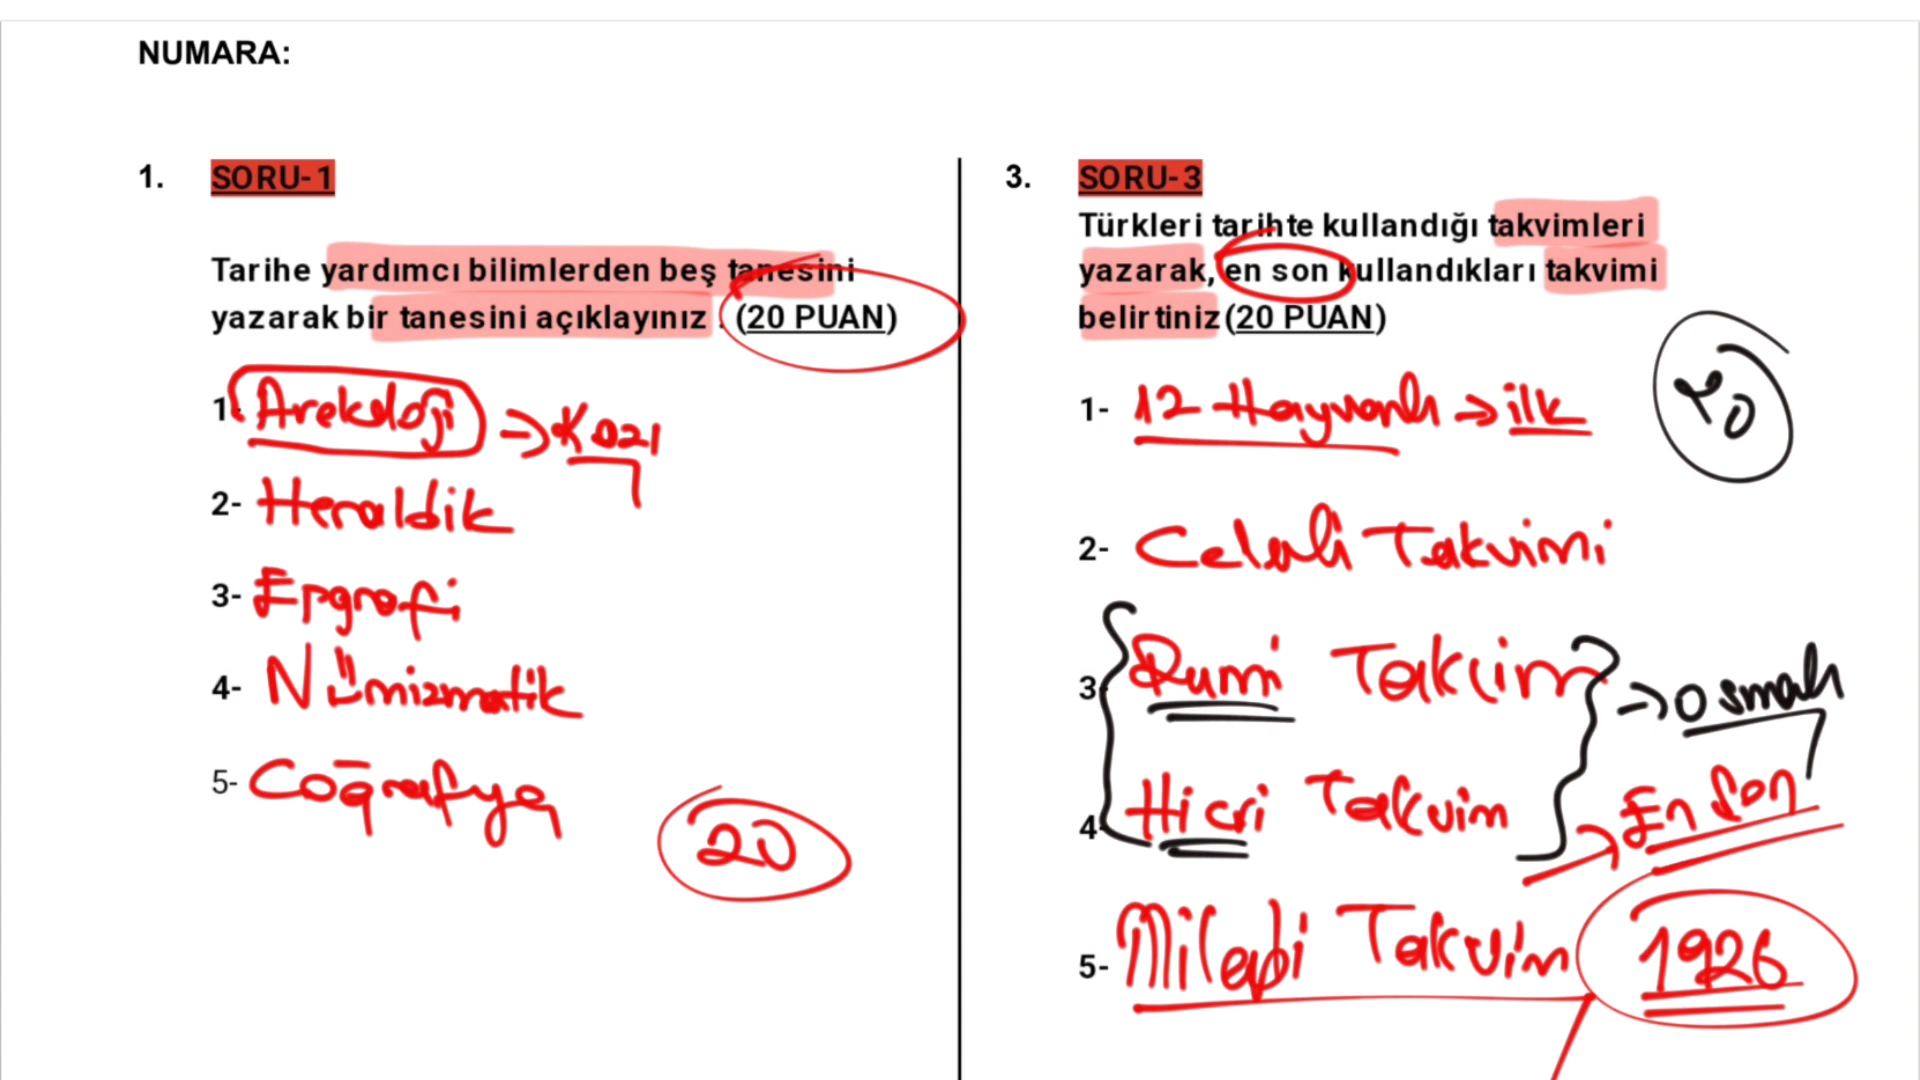 NUMARA:
1. SORU-1
Tarihe yardımcı bilimlerden beş tanesini
yazarak bir tanesini açıklayınız . (20 PUAN)
1- Arekoloji → Kazı
2- Heraldik
3- Epgrafi
4- Nümizmatik
5- Coğrafya
20
3. SORU-3
Türkleri tarihte kullandığı takvimleri
yazarak, en son kullandıkları takvimi
belirtiniz (20 PUAN)
1- 12 Hayvanlı → ilk
2- Celali Takvimi
3- Rumi Takvim → Osmanlı
4- Hicri Takvim → En Son
5- Miladi Takvim 1926